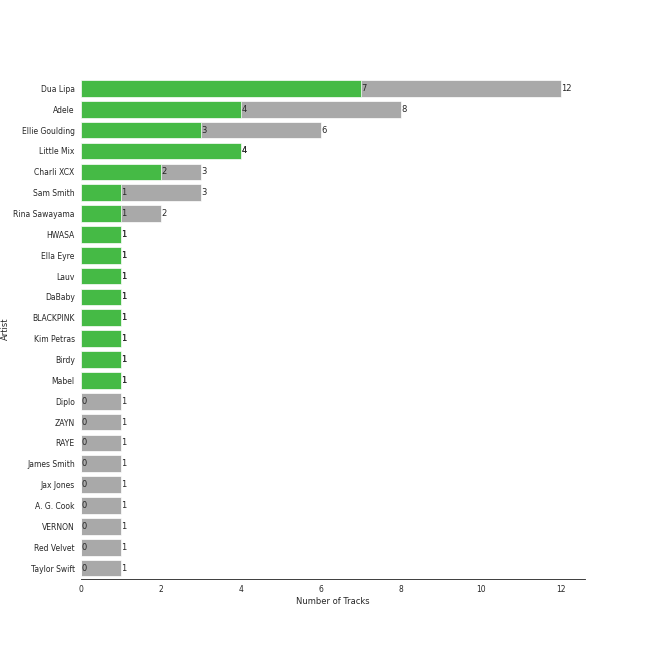 Dua Lipa 7 12
Adele 4 8
Ellie Goulding 3 6
Little Mix 4
Charli XCX 2 3
Sam Smith 1 3
Rina Sawayama 1 2
HWASA 1
Ella Eyre 1
Lauv 1
DaBaby 1
BLACKPINK 1
Kim Petras 1
Birdy 1
Mabel 1
Diplo 0 1
ZAYN 0 1
RAYE 0 1
James Smith 0 1
Jax Jones 0 1
A. G. Cook 0 1
VERNON 0 1
Red Velvet 0 1
Taylor Swift 0 1
Artist
0 2 4 6 8 10 12
Number of Tracks